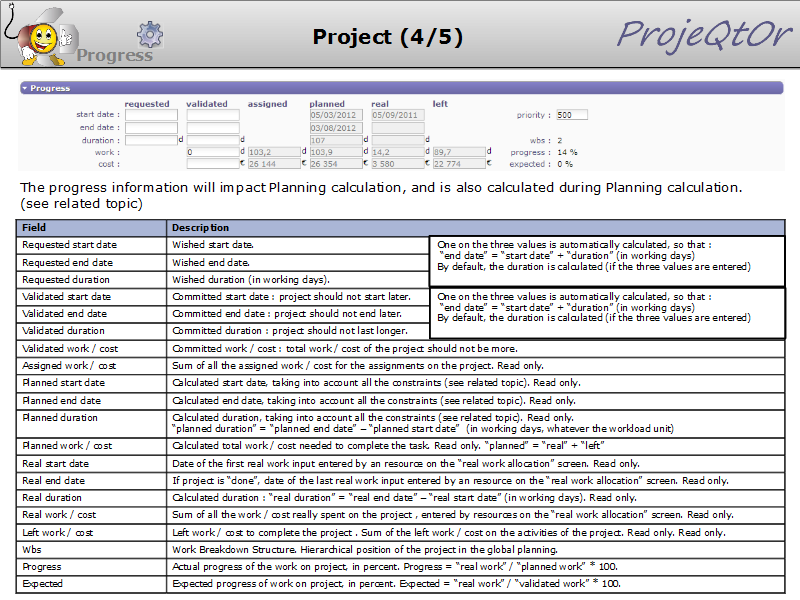 Progress
Project (4/5)
ProjeQtOr
Progress
requested validated assigned planned real left
start date : 05/03/2012 05/09/2011 priority : 500
end date : 03/08/2012
duration : d d 107 d d wbs : 2
work : 0 d 103,2 d 103,9 d 14,2 d 89,7 d progress : 14 %
cost : € 26 144 € 26 354 € 3 580 € 22 774 € expected : 0 %
The progress information will impact Planning calculation, and is also calculated during Planning calculation.
(see related topic)
Field Description
Requested start date Wished start date.
Requested end date Wished end date.
Requested duration Wished duration (in working days).
One on the three values is automatically calculated, so that :
“end date” = “start date” + “duration” (in working days)
By default, the duration is calculated (if the three values are entered)
Validated start date Committed start date : project should not start later.
Validated end date Committed end date : project should not end later.
Validated duration Committed duration : project should not last longer.
One on the three values is automatically calculated, so that :
“end date” = “start date” + “duration” (in working days)
By default, the duration is calculated (if the three values are entered)
Validated work / cost Committed work / cost : total work / cost of the project should not be more.
Assigned work / cost Sum of all the assigned work / cost for the assignments on the project. Read only.
Planned start date Calculated start date, taking into account all the constraints (see related topic). Read only.
Planned end date Calculated end date, taking into account all the constraints (see related topic). Read only.
Planned duration Calculated duration, taking into account all the constraints (see related topic). Read only.
“planned duration” = “planned end date” – “planned start date” (in working days, whatever the workload unit)
Planned work / cost Calculated total work / cost needed to complete the task. Read only. “planned” = “real” + “left”
Real start date Date of the first real work input entered by an resource on the “real work allocation” screen. Read only.
Real end date If project is “done”, date of the last real work input entered by an resource on the “real work allocation” screen. Read only.
Real duration Calculated duration : “real duration” = “real end date” – “real start date” (in working days). Read only.
Real work / cost Sum of all the work / cost really spent on the project , entered by resources on the “real work allocation” screen. Read only.
Left work / cost Left work / cost to complete the project . Sum of the left work / cost on the activities of the project. Read only. Read only.
Wbs Work Breakdown Structure. Hierarchical position of the project in the global planning.
Progress Actual progress of the work on project, in percent. Progress = “real work” / “planned work” * 100.
Expected Expected progress of work on project, in percent. Expected = “real work” / “validated work” * 100.